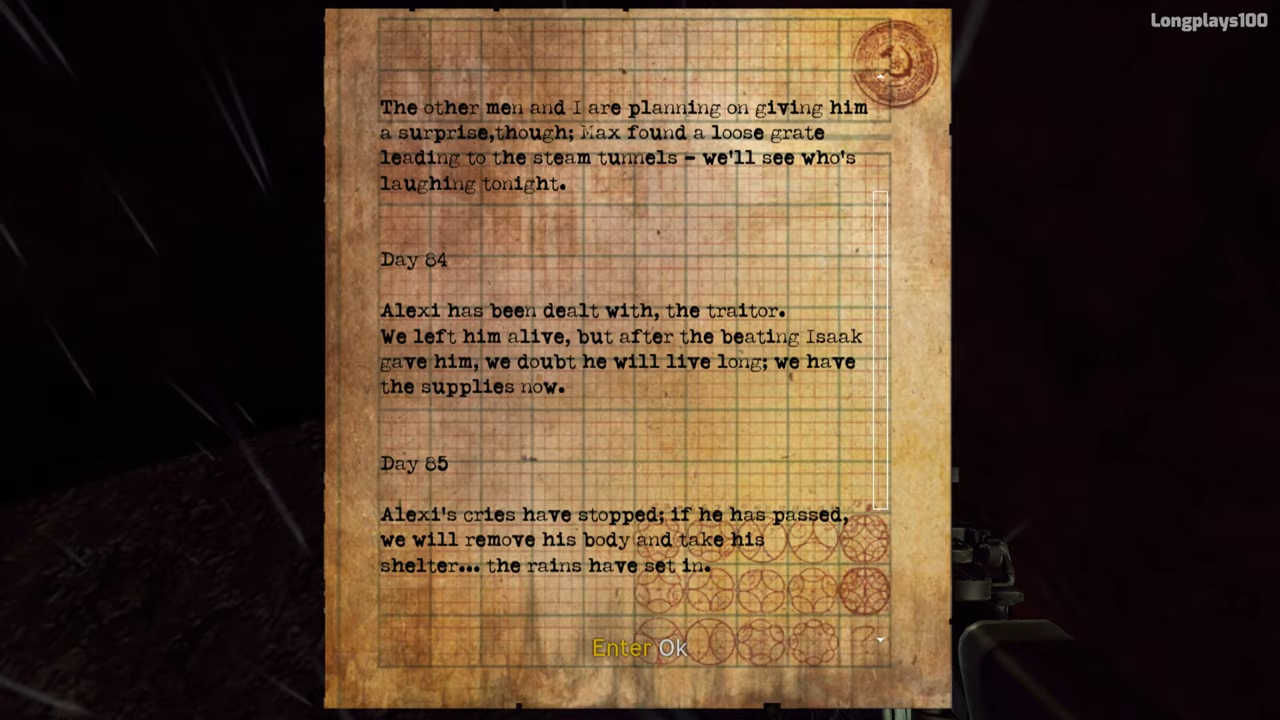 Longplays100
The other men and I are planning on giving him
a surprise,though; Max found a loose grate
leading to the steam tunnels - we'll see who's
laughing tonight.
Day 84
Alexi has been dealt with, the traitor.
We left him alive, but after the beating Isaak
gave him, we doubt he will live long; we have
the supplies now.
Day 85
Alexi's cries have stopped; if he has passed,
we will remove his body and take his
shelter... the rains have set in.
Enter Ok